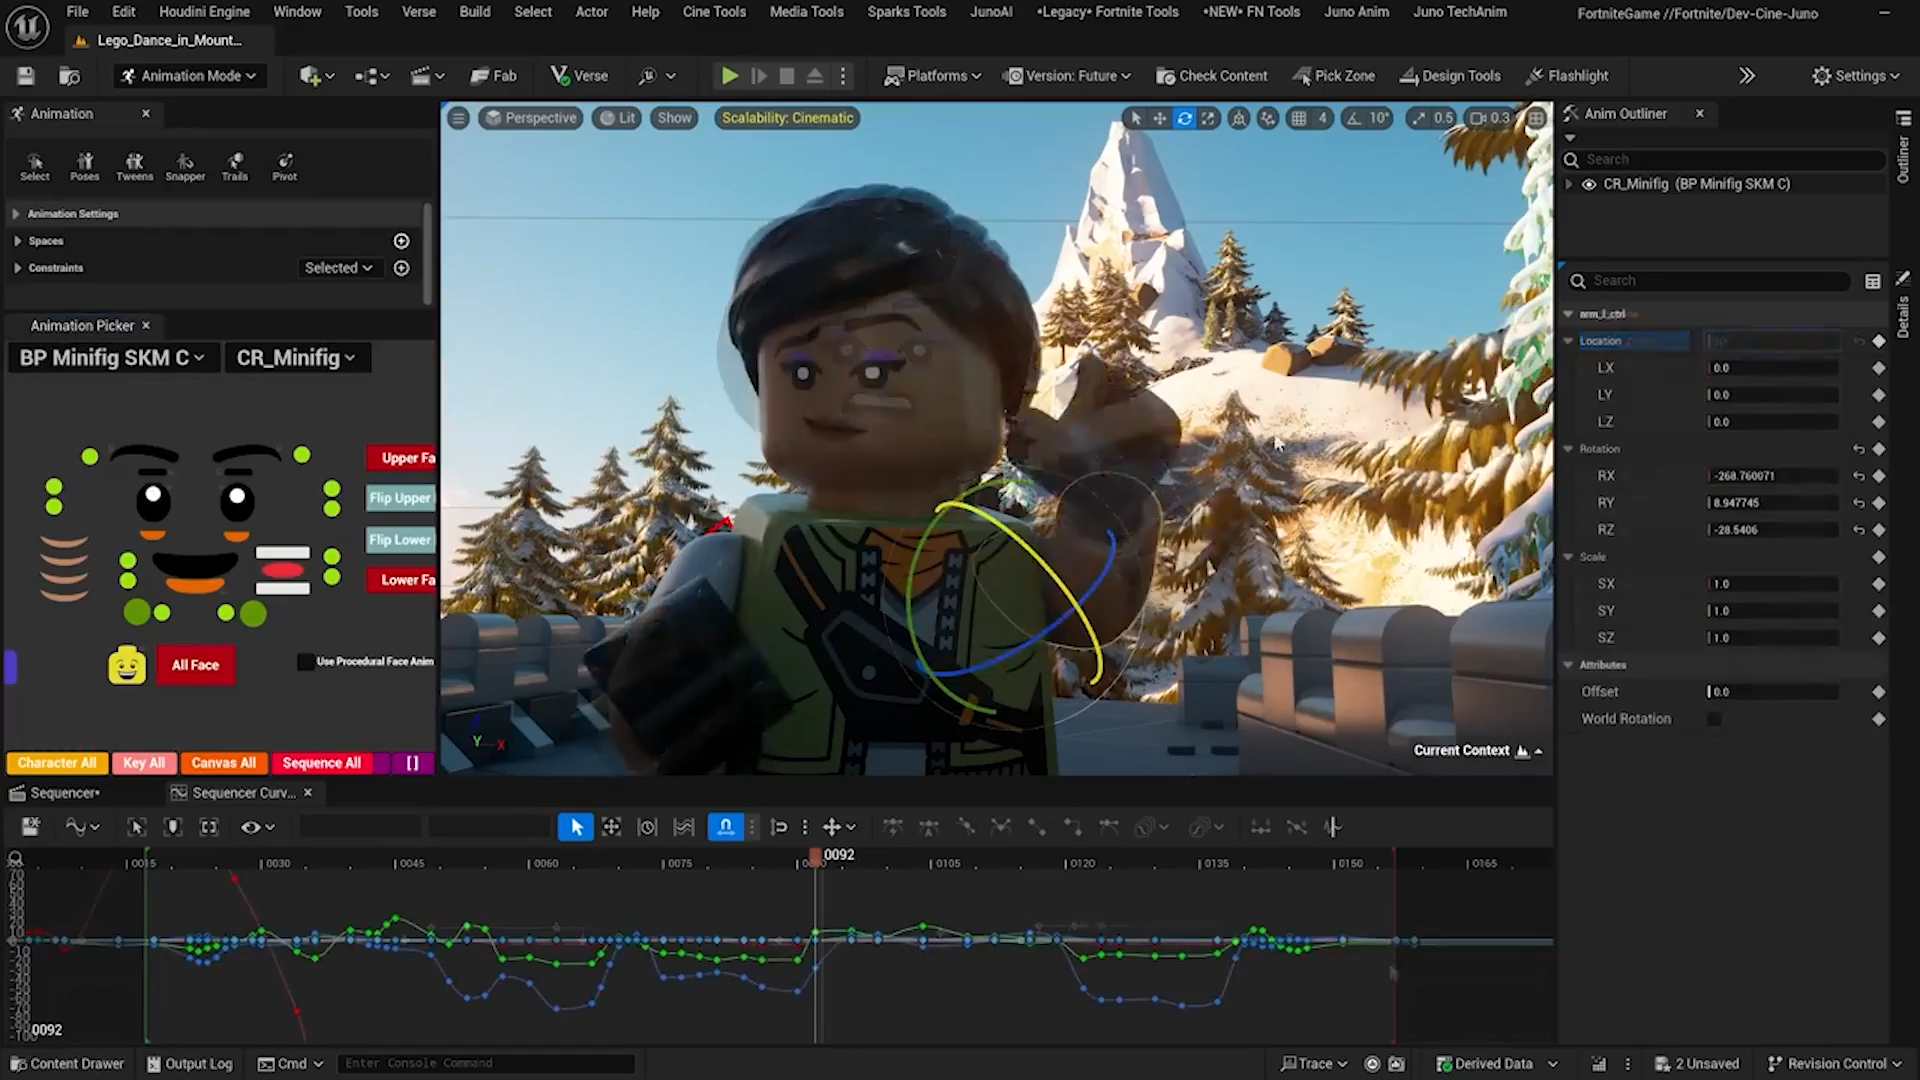 File Edit Houdini Engine Window Tools Verse Build Select Actor Help Cine Tools Media Tools Sparks Tools JunoAI •Legacy• Fortnite Tools •NEW• FN Tools Juno Anim Juno TechAnim FortniteGame //Fortnite/Dev-Cine-Juno
Lego_Dance_in_Mount...
Animation Mode Fab Verse Platforms Version: Future Check Content Pick Zone Design Tools Flashlight Settings
Animation
Select Poses Tweens Snapper Trails Pivot
Animation Settings
Spaces
Constraints Selected
Animation Picker
BP Minifig SKM C CR_Minifig
Upper Fa
Flip Upper
Flip Lower
Lower Fa
All Face
Use Procedural Face Anim
Character All Key All Canvas All Sequence All [ ]
Perspective Lit Show Scalability: Cinematic 4 10° 0.5 0.3
Current Context
Anim Outliner
Search
CR_Minifig (BP Minifig SKM C)
Outliner
Search
Details
arm_l_ctrl
Location
LX 0.0
LY 0.0
LZ 0.0
Rotation
RX -268.760071
RY 8.947745
RZ -28.5406
Scale
SX 1.0
SY 1.0
SZ 1.0
Attributes
Offset 0.0
World Rotation
Sequencer• Sequencer Curv...
0015 0030 0045 0060 0075 0092 0105 0120 0135 0150 0165
0092
Content Drawer Output Log Cmd Enter Console Command Trace Derived Data 2 Unsaved Revision Control